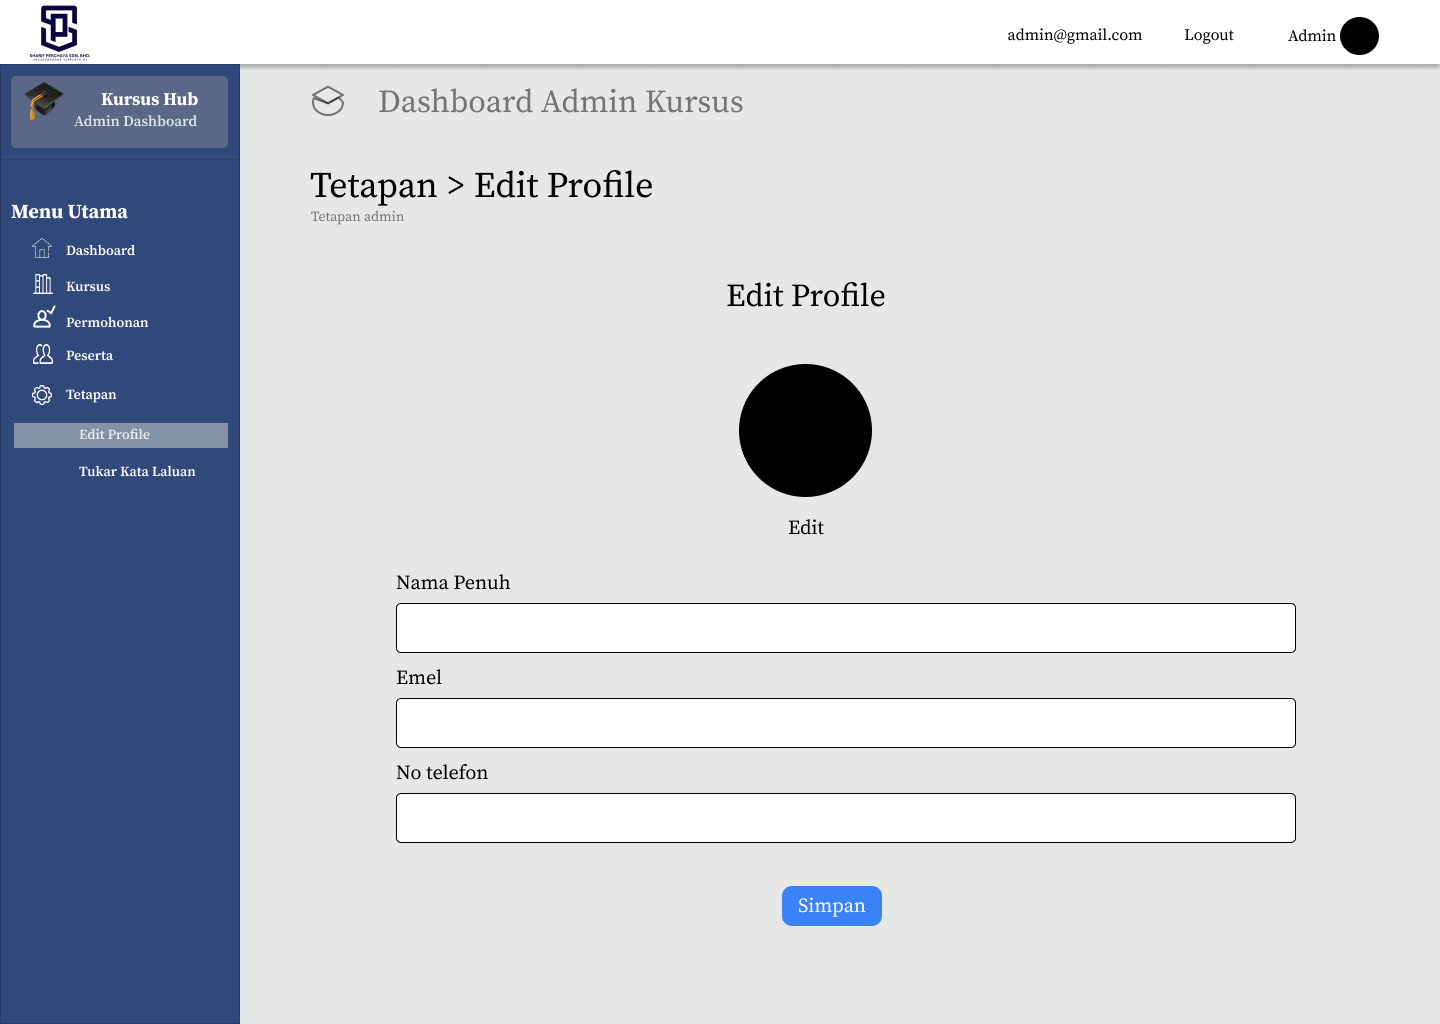 SHARIF PERCHAYA SDN. BHD.
admin@gmail.com
Logout
Admin
Kursus Hub
Admin Dashboard
Menu Utama
Dashboard
Kursus
Permohonan
Peserta
Tetapan
Edit Profile
Tukar Kata Laluan
Dashboard Admin Kursus
Tetapan > Edit Profile
Tetapan admin
Edit Profile
Edit
Nama Penuh
Emel
No telefon
Simpan